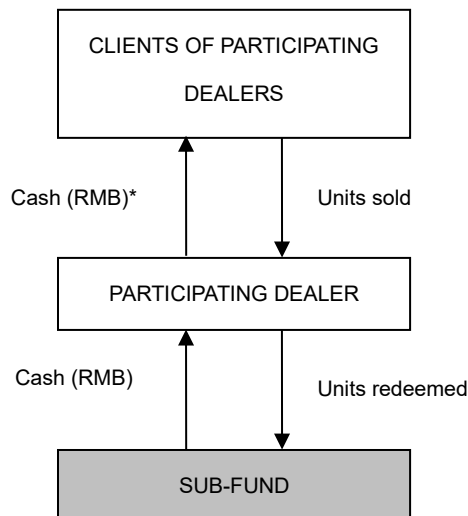 CLIENTS OF PARTICIPATING
DEALERS
Cash (RMB)*
Units sold
PARTICIPATING DEALER
Cash (RMB)
Units redeemed
SUB-FUND